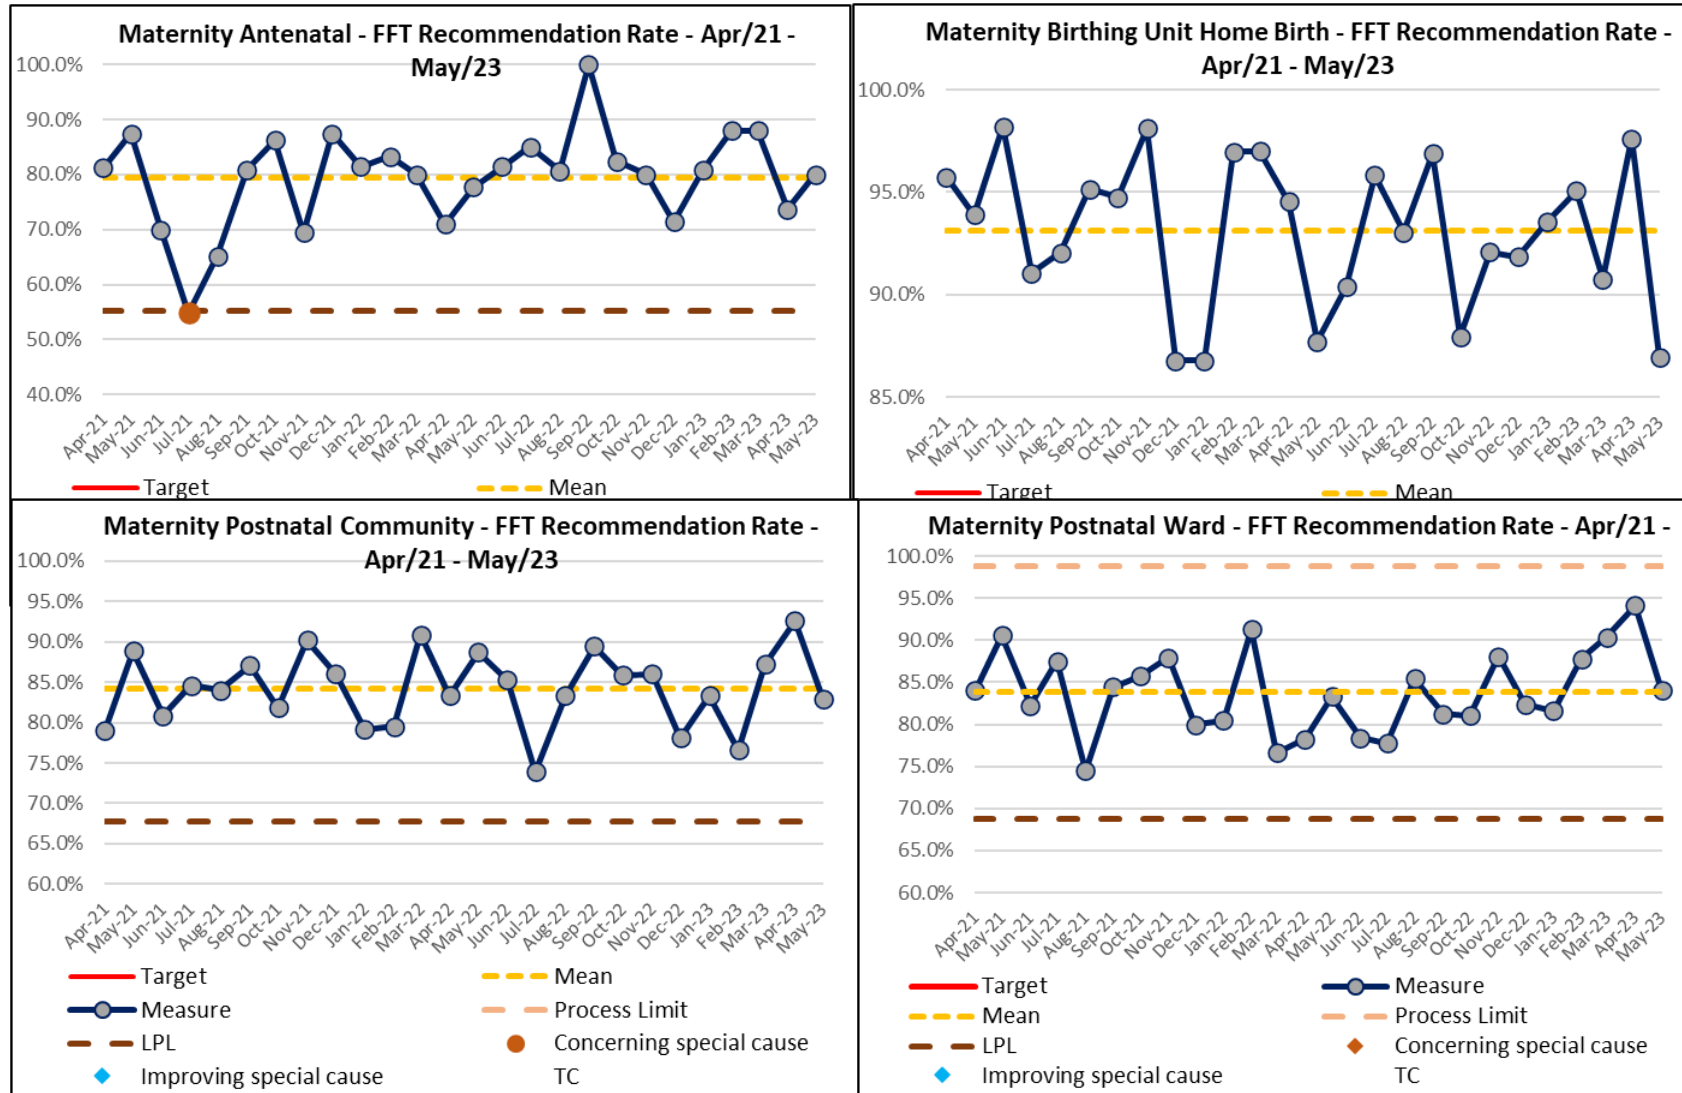 Maternity Antenatal - FFT Recommendation Rate - Apr/21 -
May/23
100.0%
90.0%
80.0%
70.0%
60.0%
50.0%
40.0%
Apr-21
May-21
Jun-21
Jul-21
Aug-21
Sep-21
Oct-21
Nov-21
Dec-21
Jan-22
Feb-22
Mar-22
Apr-22
May-22
Jun-22
Jul-22
Aug-22
Sep-22
Oct-22
Nov-22
Dec-22
Jan-23
Feb-23
Mar-23
Apr-23
May-23
Target
Mean
Maternity Birthing Unit Home Birth - FFT Recommendation Rate -
Apr/21 - May/23
100.0%
95.0%
90.0%
85.0%
Apr-21
May-21
Jun-21
Jul-21
Aug-21
Sep-21
Oct-21
Nov-21
Dec-21
Jan-22
Feb-22
Mar-22
Apr-22
May-22
Jun-22
Jul-22
Aug-22
Sep-22
Oct-22
Nov-22
Dec-22
Jan-23
Feb-23
Mar-23
Apr-23
May-23
Target
Mean
Maternity Postnatal Community - FFT Recommendation Rate -
Apr/21 - May/23
100.0%
95.0%
90.0%
85.0%
80.0%
75.0%
70.0%
65.0%
60.0%
Apr-21
May-21
Jun-21
Jul-21
Aug-21
Sep-21
Oct-21
Nov-21
Dec-21
Jan-22
Feb-22
Mar-22
Apr-22
May-22
Jun-22
Jul-22
Aug-22
Sep-22
Oct-22
Nov-22
Dec-22
Jan-23
Feb-23
Mar-23
Apr-23
May-23
Target
Mean
Measure
Process Limit
LPL
Concerning special cause
Improving special cause
TC
Maternity Postnatal Ward - FFT Recommendation Rate - Apr/21 -
100.0%
95.0%
90.0%
85.0%
80.0%
75.0%
70.0%
65.0%
60.0%
Apr-21
May-21
Jun-21
Jul-21
Aug-21
Sep-21
Oct-21
Nov-21
Dec-21
Jan-22
Feb-22
Mar-22
Apr-22
May-22
Jun-22
Jul-22
Aug-22
Sep-22
Oct-22
Nov-22
Dec-22
Jan-23
Feb-23
Mar-23
Apr-23
May-23
Target
Measure
Mean
Process Limit
LPL
Concerning special cause
Improving special cause
TC